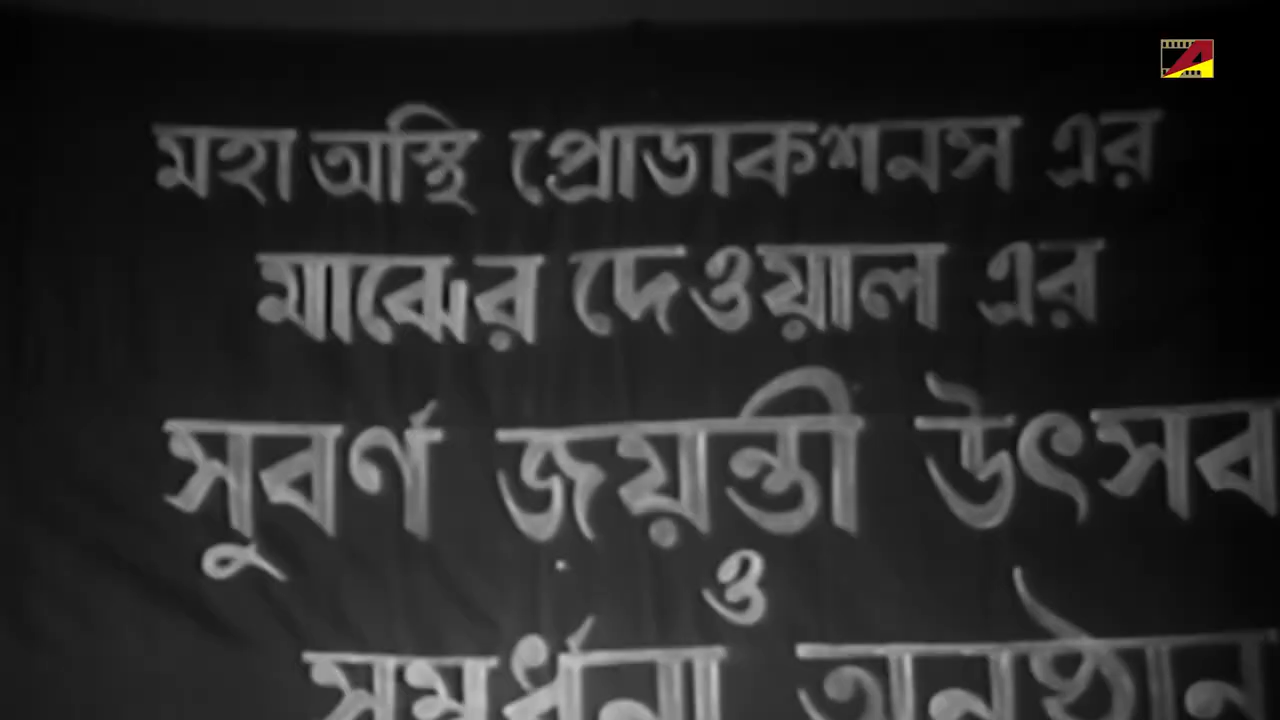 মহা অস্থি প্রোডাকশনস এর
মাঝের দেওয়াল এর
সুবর্ণ জয়ন্তী উৎসব
ও
সম্বর্ধনা অনুষ্ঠান